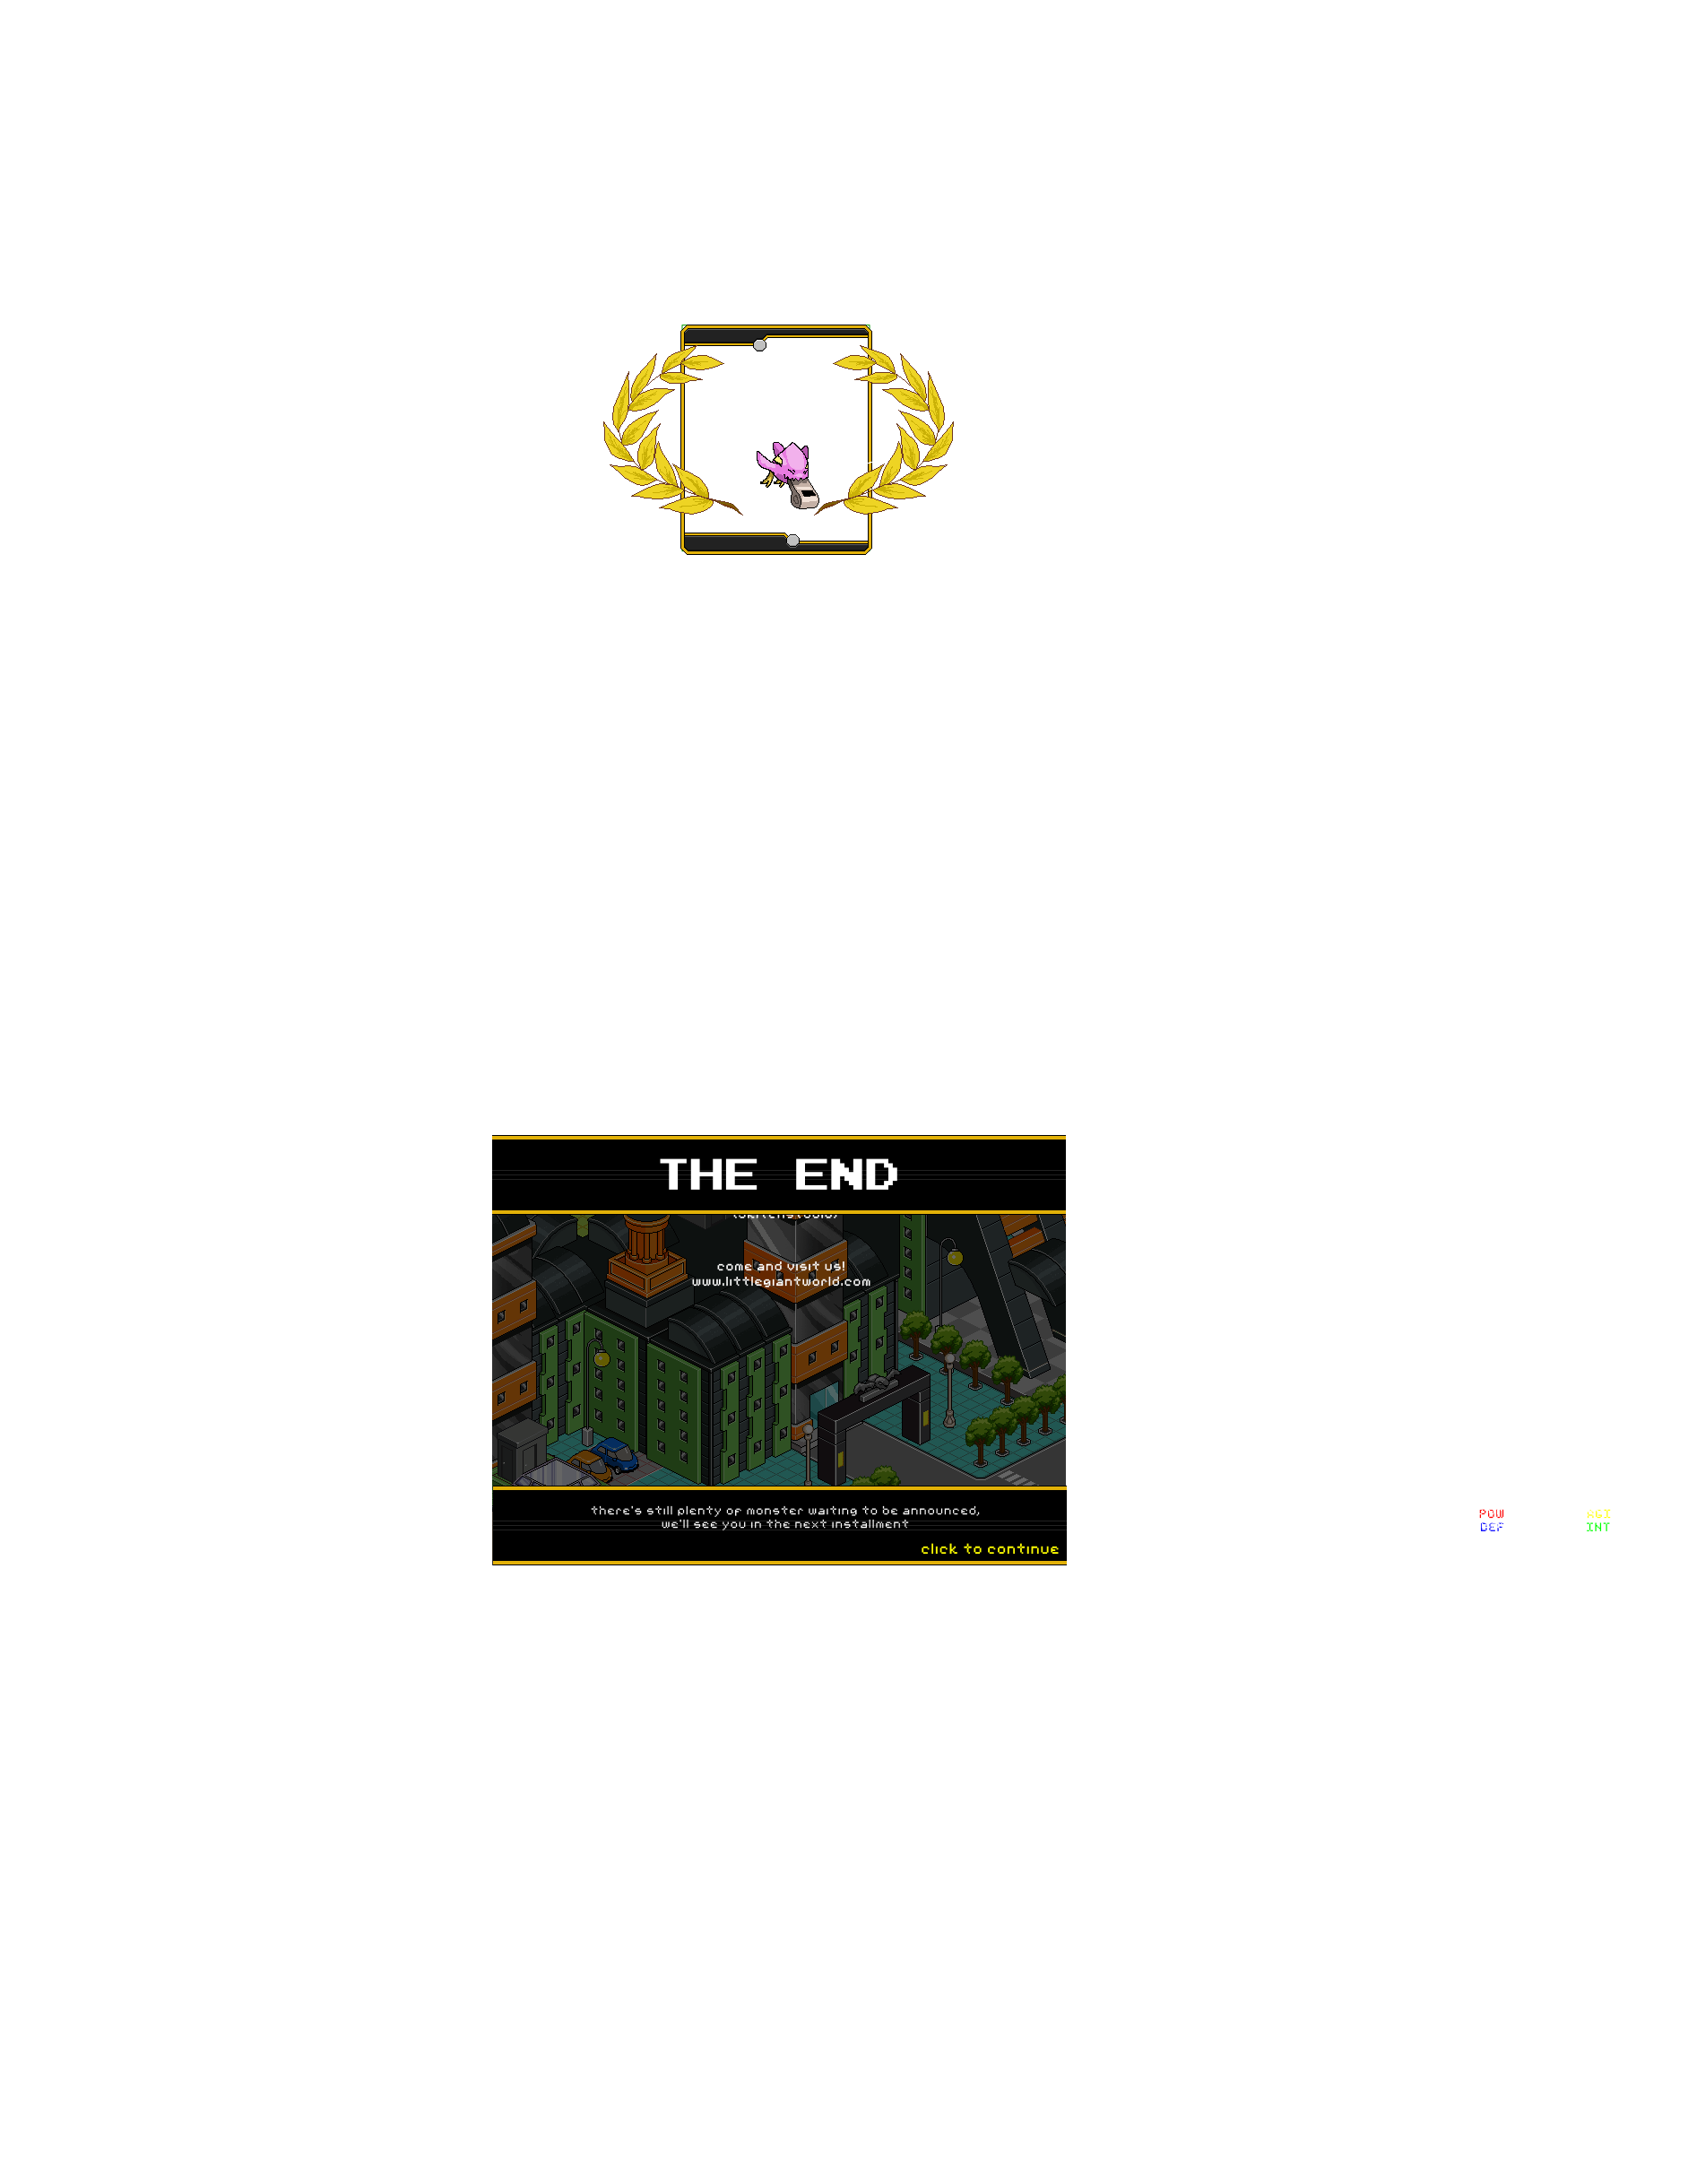 THE END
come and visit us!
www.littlegiantworld.com
there's still plenty of monster waiting to be announced,
we'll see you in the next installment
click to continue
POW AGI
DEF INT